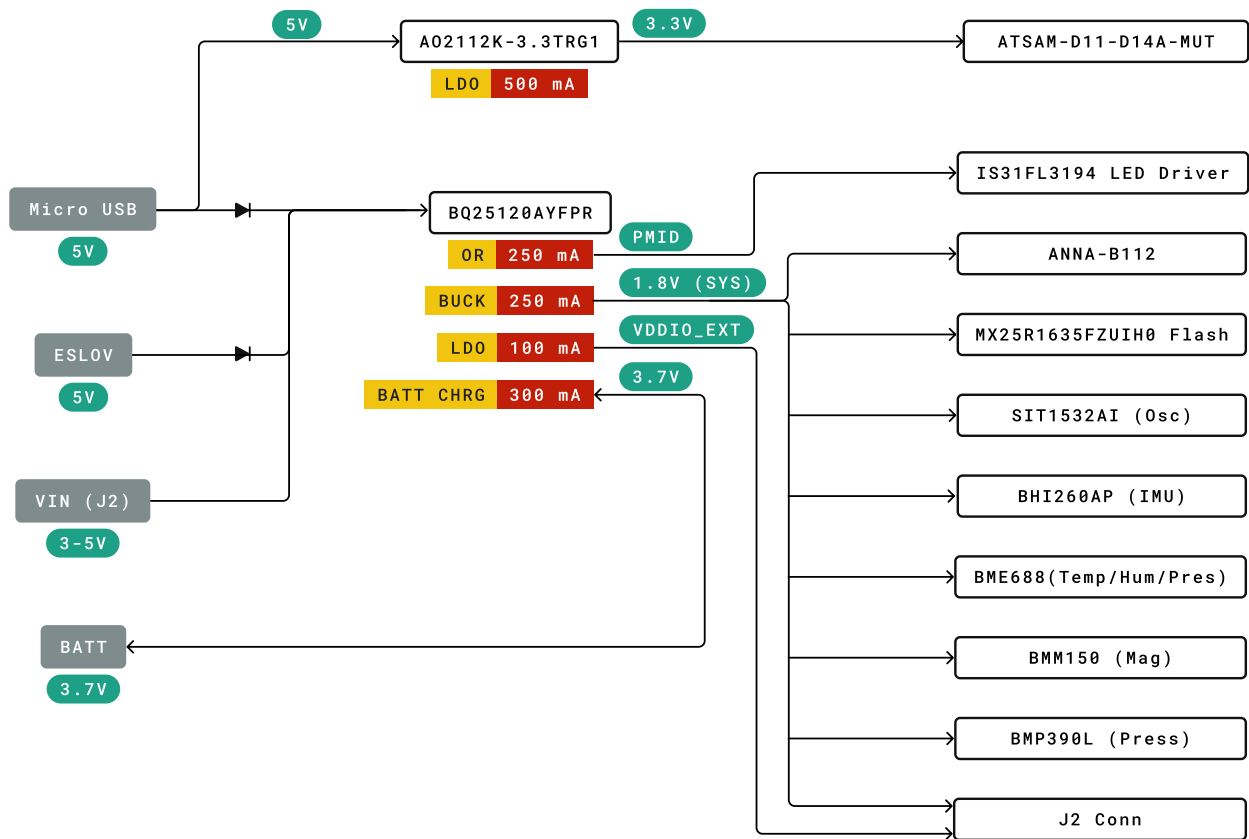 5V
3.3V
AO2112K-3.3TRG1
ATSAM-D11-D14A-MUT
LDO 500 mA
IS31FL3194 LED Driver
Micro USB
5V
BQ25120AYFPR
PMID
OR 250 mA
ANNA-B112
1.8V (SYS)
BUCK 250 mA
VDDIO_EXT
MX25R1635FZUIH0 Flash
ESLOV
5V
LDO 100 mA
3.7V
BATT CHRG 300 mA
SIT1532AI (Osc)
VIN (J2)
3-5V
BHI260AP (IMU)
BME688(Temp/Hum/Pres)
BATT
3.7V
BMM150 (Mag)
BMP390L (Press)
J2 Conn